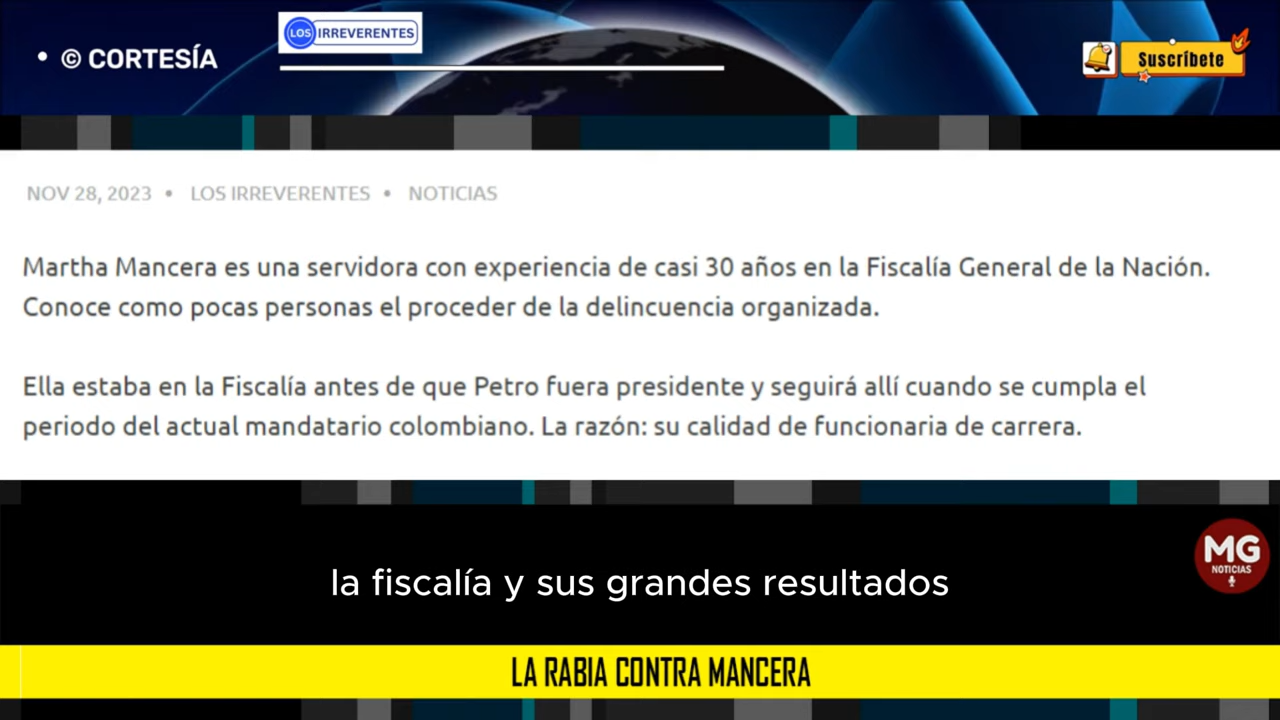 • © CORTESÍA
LOS IRREVERENTES
Suscríbete
NOV 28, 2023 • LOS IRREVERENTES • NOTICIAS
Martha Mancera es una servidora con experiencia de casi 30 años en la Fiscalía General de la Nación.
Conoce como pocas personas el proceder de la delincuencia organizada.
Ella estaba en la Fiscalía antes de que Petro fuera presidente y seguirá allí cuando se cumpla el
periodo del actual mandatario colombiano. La razón: su calidad de funcionaria de carrera.
MG
NOTICIAS
la fiscalía y sus grandes resultados
LA RABIA CONTRA MANCERA